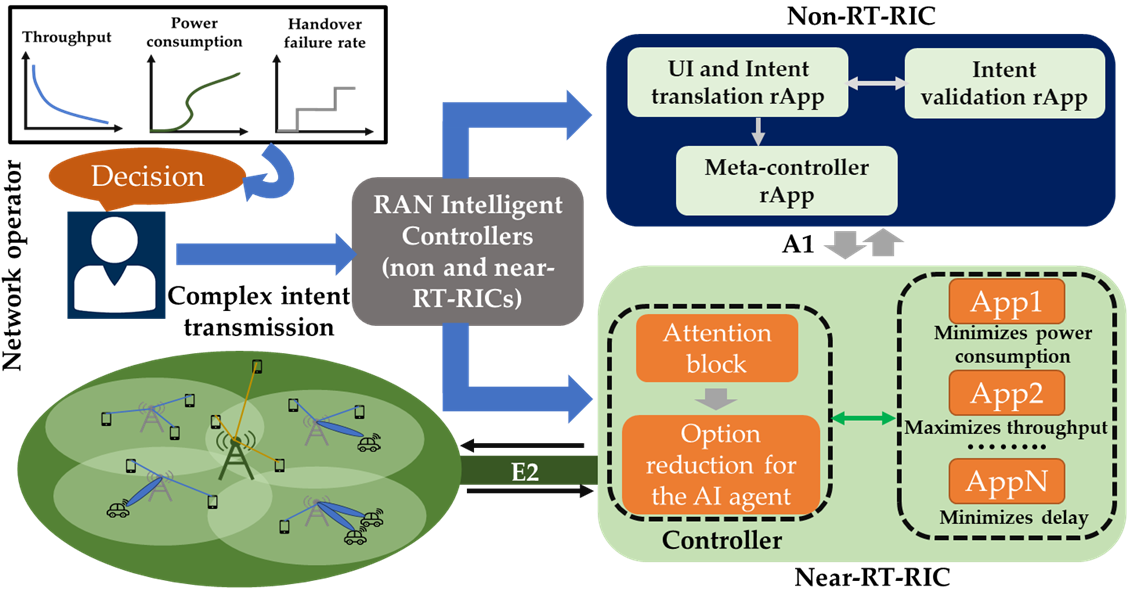 Throughput
Power
consumption
Handover
failure rate
Decision
Network operator
Complex intent
transmission
RAN Intelligent
Controllers
(non and near-
RT-RICs)
Non-RT-RIC
UI and Intent
translation rApp
Intent
validation rApp
Meta-controller
rApp
A1
Attention
block
Option
reduction for
the AI agent
Controller
App1
Minimizes power
consumption
App2
Maximizes throughput
........
AppN
Minimizes delay
E2
Near-RT-RIC